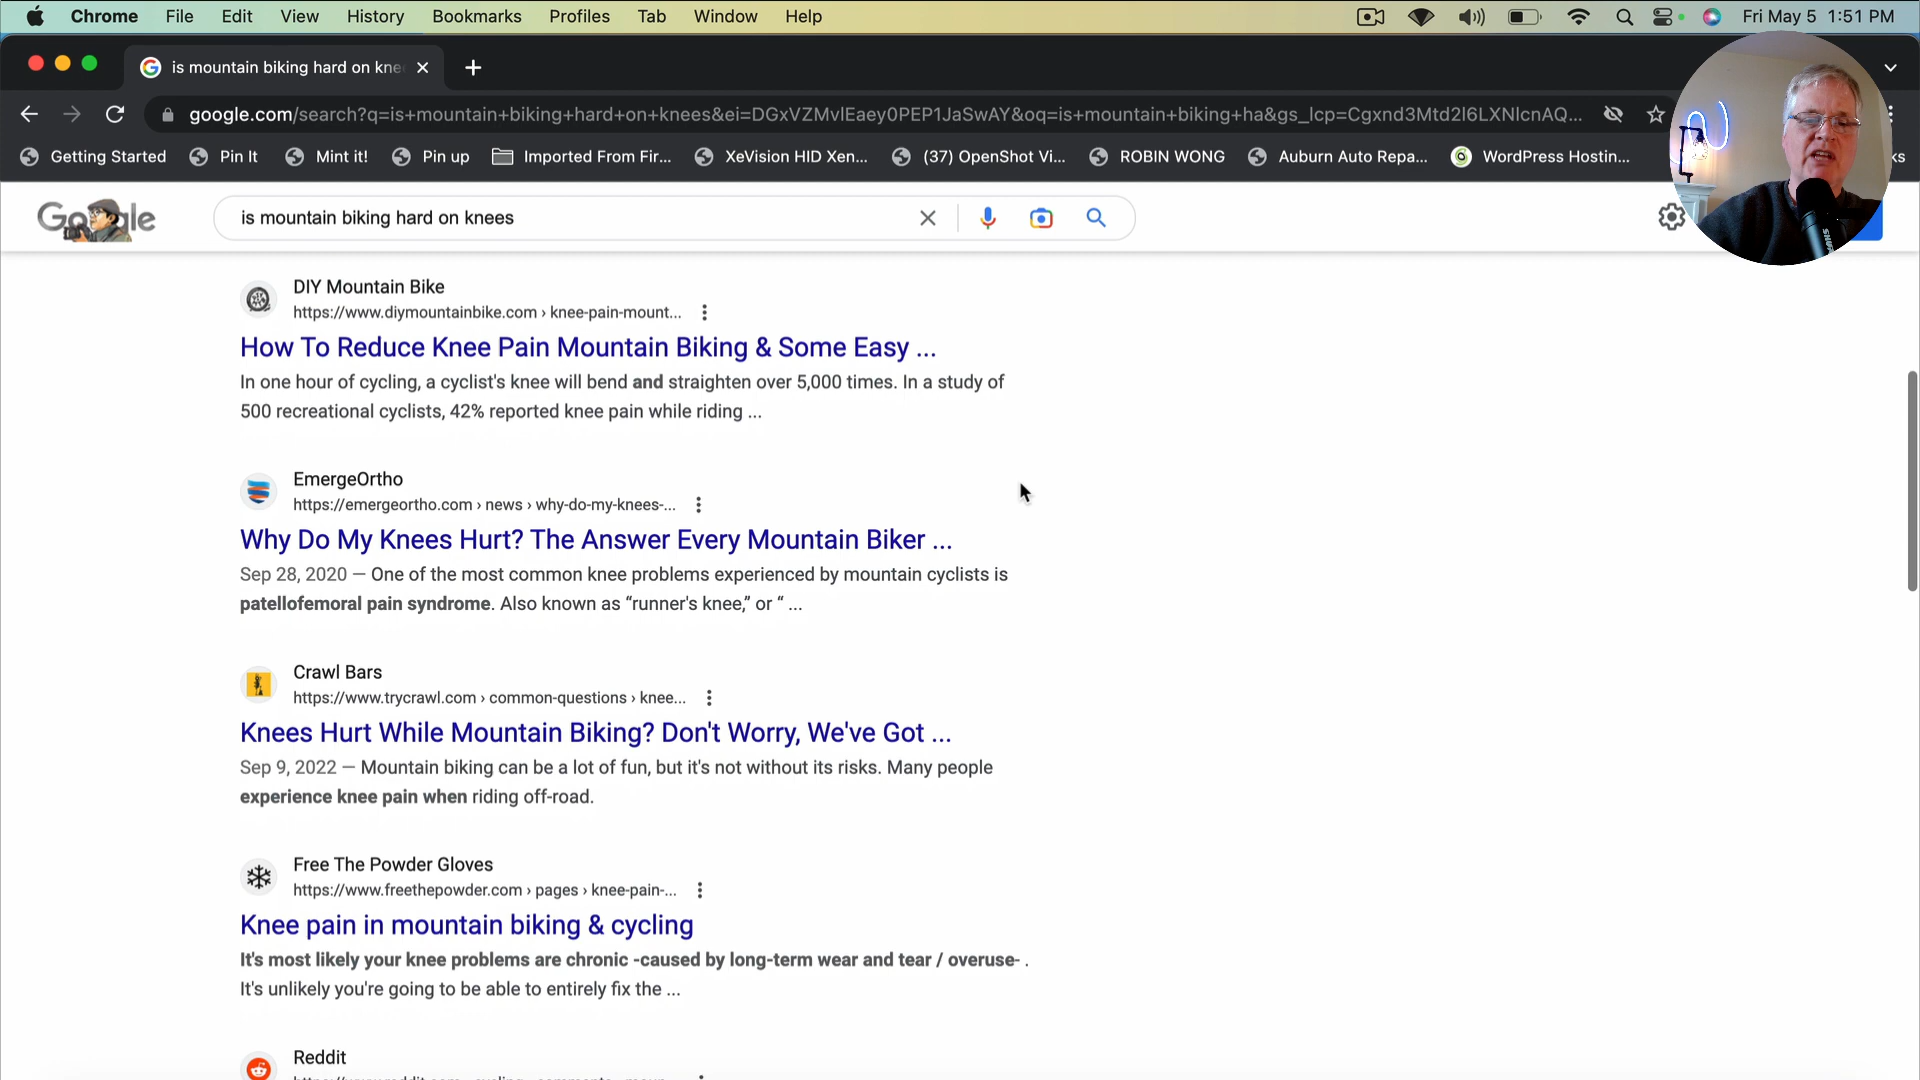 Chrome File Edit View History Bookmarks Profiles Tab Window Help Fri May 5 1:51 PM
is mountain biking hard on kne
google.com/search?q=is+mountain+biking+hard+on+knees&ei=DGxVZMvlEaey0PEP1JaSwAY&oq=is+mountain+biking+ha&gs_lcp=Cgxnd3Mtd2l6LXNlcnAQ...
Getting Started Pin It Mint it! Pin up Imported From Fir... XeVision HID Xen... (37) OpenShot Vi... ROBIN WONG Auburn Auto Repa... WordPress Hostin... ks
Google is mountain biking hard on knees
DIY Mountain Bike
https://www.diymountainbike.com › knee-pain-mount...
How To Reduce Knee Pain Mountain Biking & Some Easy ...
In one hour of cycling, a cyclist's knee will bend and straighten over 5,000 times. In a study of
500 recreational cyclists, 42% reported knee pain while riding ...
EmergeOrtho
https://emergeortho.com › news › why-do-my-knees-...
Why Do My Knees Hurt? The Answer Every Mountain Biker ...
Sep 28, 2020 — One of the most common knee problems experienced by mountain cyclists is
patellofemoral pain syndrome. Also known as “runner's knee,” or “ ...
Crawl Bars
https://www.trycrawl.com › common-questions › knee...
Knees Hurt While Mountain Biking? Don't Worry, We've Got ...
Sep 9, 2022 — Mountain biking can be a lot of fun, but it's not without its risks. Many people
experience knee pain when riding off-road.
Free The Powder Gloves
https://www.freethepowder.com › pages › knee-pain-...
Knee pain in mountain biking & cycling
It's most likely your knee problems are chronic -caused by long-term wear and tear / overuse- .
It's unlikely you're going to be able to entirely fix the ...
Reddit